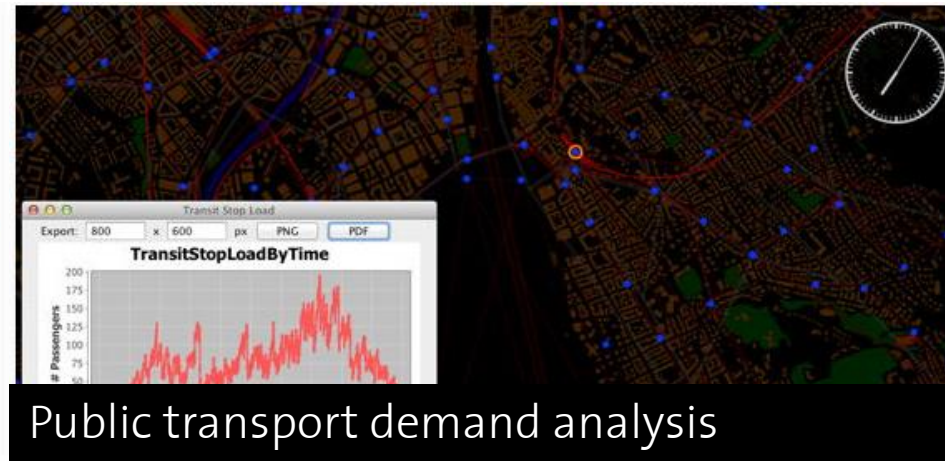 Transit Stop Load
Export: 800 x 600 px PNG PDF
TransitStopLoadByTime
200
175
150
125
100
75
50
# Passengers
Public transport demand analysis